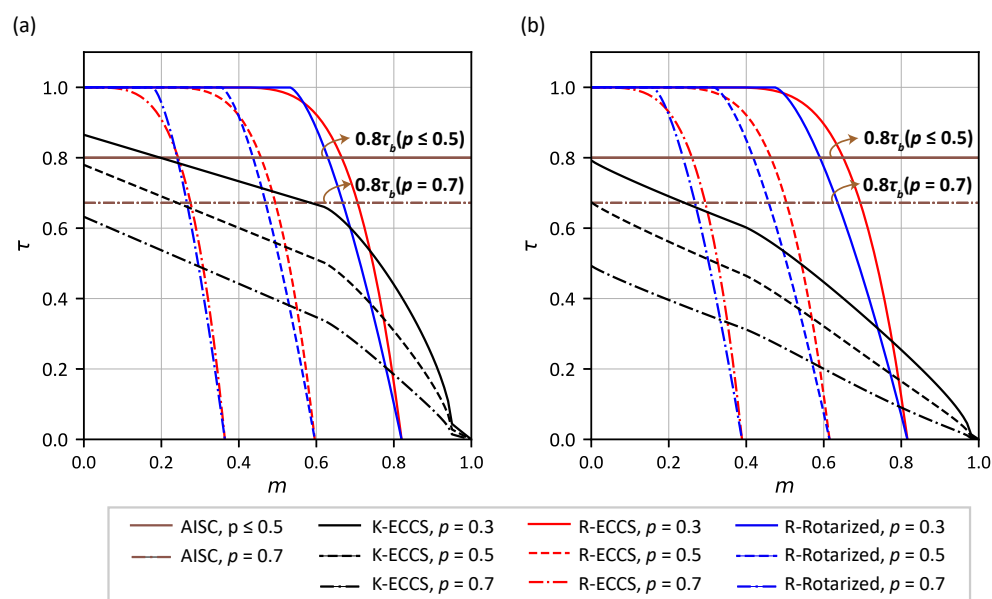 (a)
(b)
1.0
0.8
0.6
0.4
0.2
0.0
τ
0.8τb(p ≤ 0.5)
0.8τb(p = 0.7)
0.0 0.2 0.4 0.6 0.8 1.0
m
1.0
0.8
0.6
0.4
0.2
0.0
τ
0.8τb(p ≤ 0.5)
0.8τb(p = 0.7)
0.0 0.2 0.4 0.6 0.8 1.0
m
AISC, p ≤ 0.5
AISC, p = 0.7
K-ECCS, p = 0.3
K-ECCS, p = 0.5
K-ECCS, p = 0.7
R-ECCS, p = 0.3
R-ECCS, p = 0.5
R-ECCS, p = 0.7
R-Rotarized, p = 0.3
R-Rotarized, p = 0.5
R-Rotarized, p = 0.7